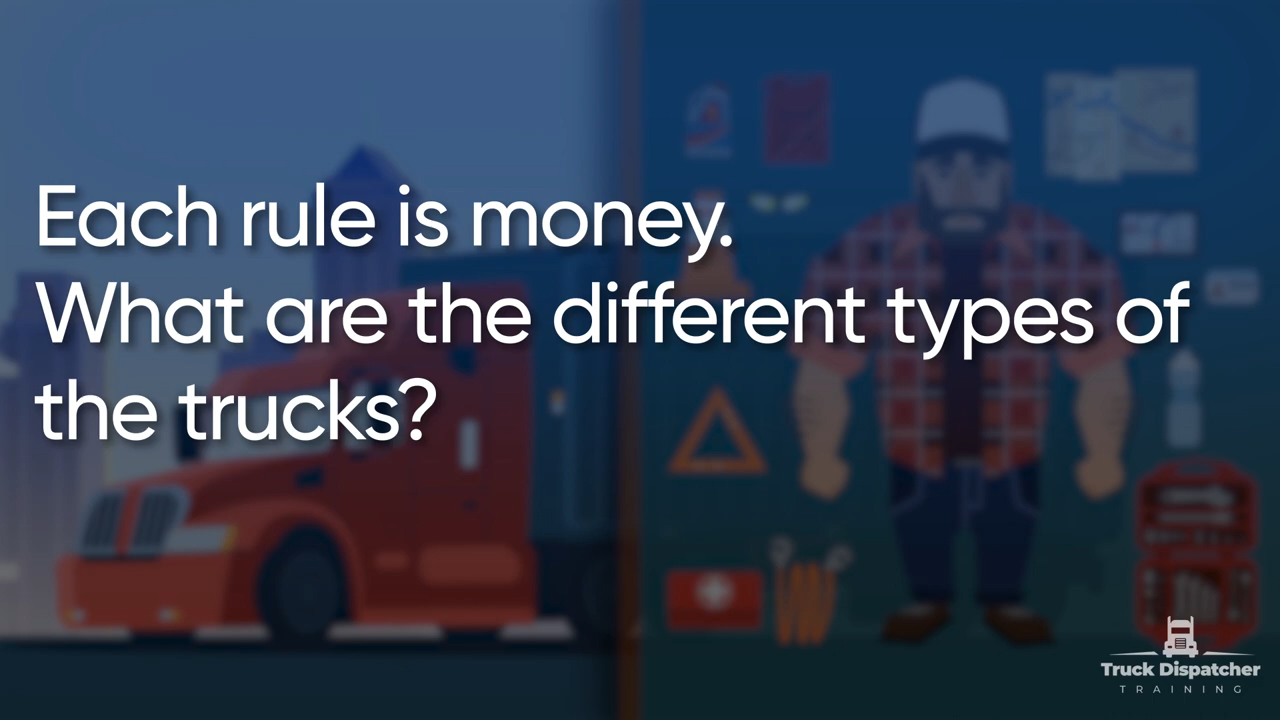 Each rule is money.
What are the different types of
the trucks?
Truck Dispatcher
TRAINING